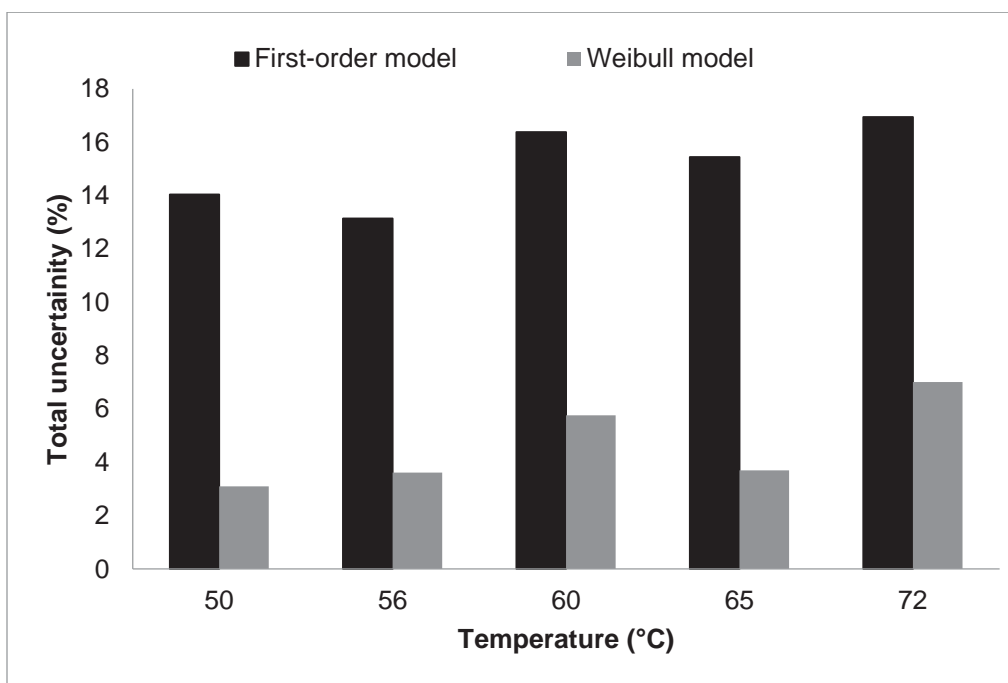 First-order model Weibull model
18
16
14
12
10
8
6
4
2
0
Total uncertainity (%)
50 56 60 65 72
Temperature (°C)